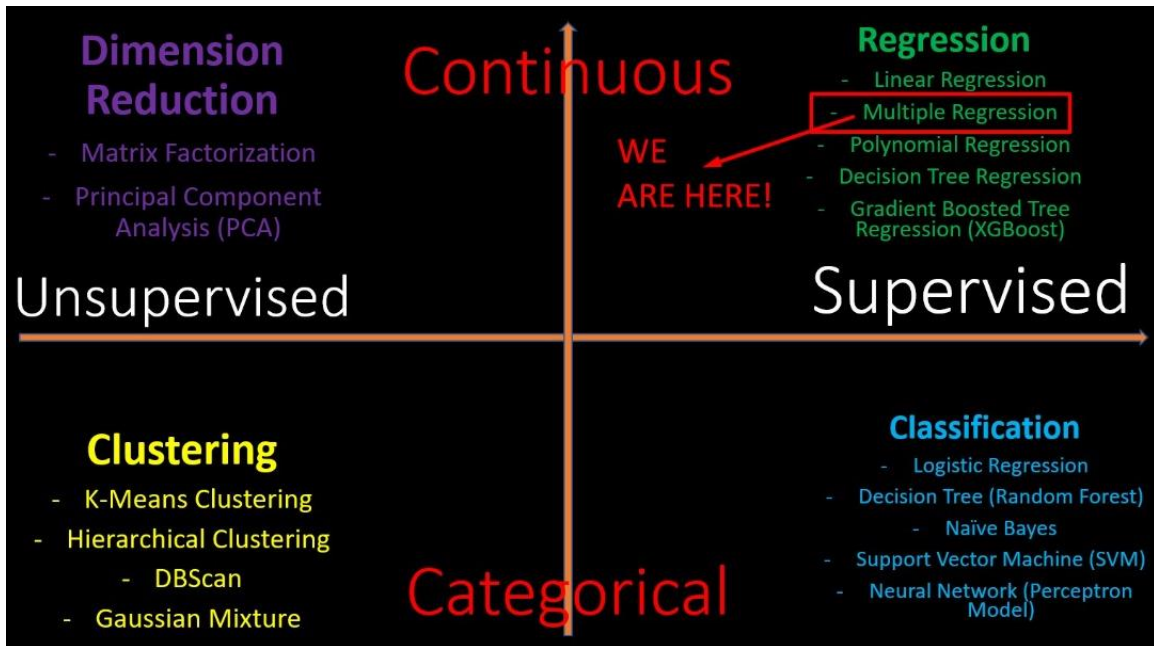 Dimension
Reduction
- Matrix Factorization
- Principal Component
Analysis (PCA)
Continuous
Regression
- Linear Regression
- Multiple Regression
- Polynomial Regression
- Decision Tree Regression
- Gradient Boosted Tree
Regression (XGBoost)
WE
ARE HERE!
Unsupervised
Supervised
Clustering
- K-Means Clustering
- Hierarchical Clustering
- DBScan
- Gaussian Mixture
Categorical
Classification
- Logistic Regression
- Decision Tree (Random Forest)
- Naïve Bayes
- Support Vector Machine (SVM)
- Neural Network (Perceptron
Model)